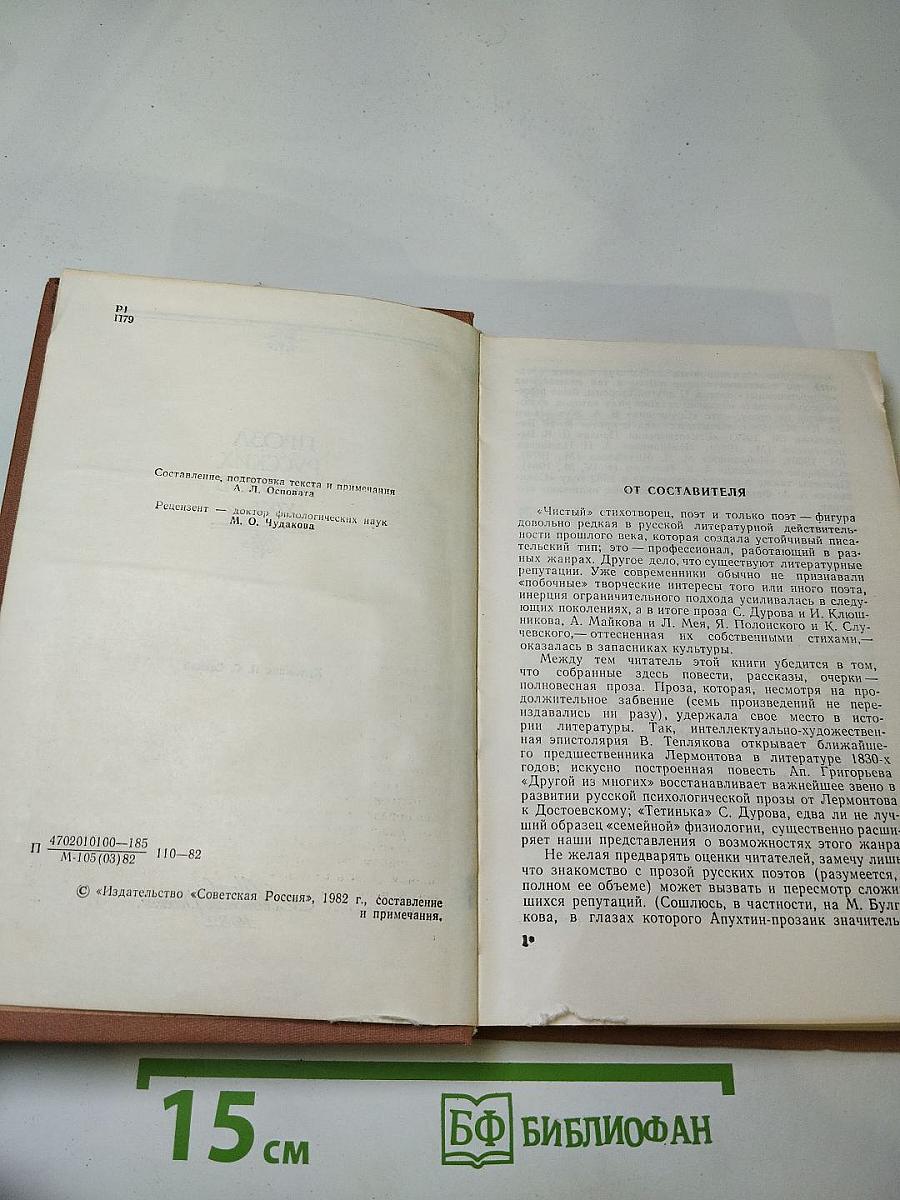 Р1
П79
Составление, подготовка текста и примечания
А. Л. Осповата
Рецензент — доктор филологических наук
М. О. Чудакова
П 4702010100—185
М-105(03)82 110—82
© «Издательство «Советская Россия», 1982 г., составление
и примечания.
ОТ СОСТАВИТЕЛЯ
«Чистый» стихотворец, поэт и только поэт — фигура
довольно редкая в русской литературной действитель-
ности прошлого века, которая создала устойчивый писа-
тельский тип; это — профессионал, работающий в раз-
ных жанрах. Другое дело, что существуют литературные
репутации. Уже современники обычно не признавали
«побочные» творческие интересы того или иного поэта,
инерция ограничительного подхода усиливалась в следу-
ющих поколениях, а в итоге проза С. Дурова и И. Клюш-
никова, А. Майкова и Л. Мея, Я. Полонского и К. Слу-
чевского,— оттесненная их собственными стихами,—
оказалась в запасниках культуры.
Между тем читатель этой книги убедится в том,
что собранные здесь повести, рассказы, очерки —
полновесная проза. Проза, которая, несмотря на про-
должительное забвение (семь произведений не пере-
издавались ни разу), удержала свое место в исто-
рии литературы. Так, интеллектуально-художествен-
ная эпистолярия В. Теплякова открывает ближайше-
го предшественника Лермонтова в литературе 1830-х
годов; искусно построенная повесть Ап. Григорьева
«Другой из многих» восстанавливает важнейшее звено в
развитии русской психологической прозы от Лермонтова
к Достоевскому; «Тетинька» С. Дурова, едва ли не луч-
ший образец «семейной» физиологии, существенно расши-
ряет наши представления о возможностях этого жанра
Не желая предварять оценки читателей, замечу лишь
что знакомство с прозой русских поэтов (разумеется,
полном ее объеме) может вызвать и пересмотр сложи
шихся репутаций. (Сошлюсь, в частности, на М. Булг
кова, в глазах которого Апухтин-прозаик значитель
1*
15 см
БФ БИБЛИОФАН